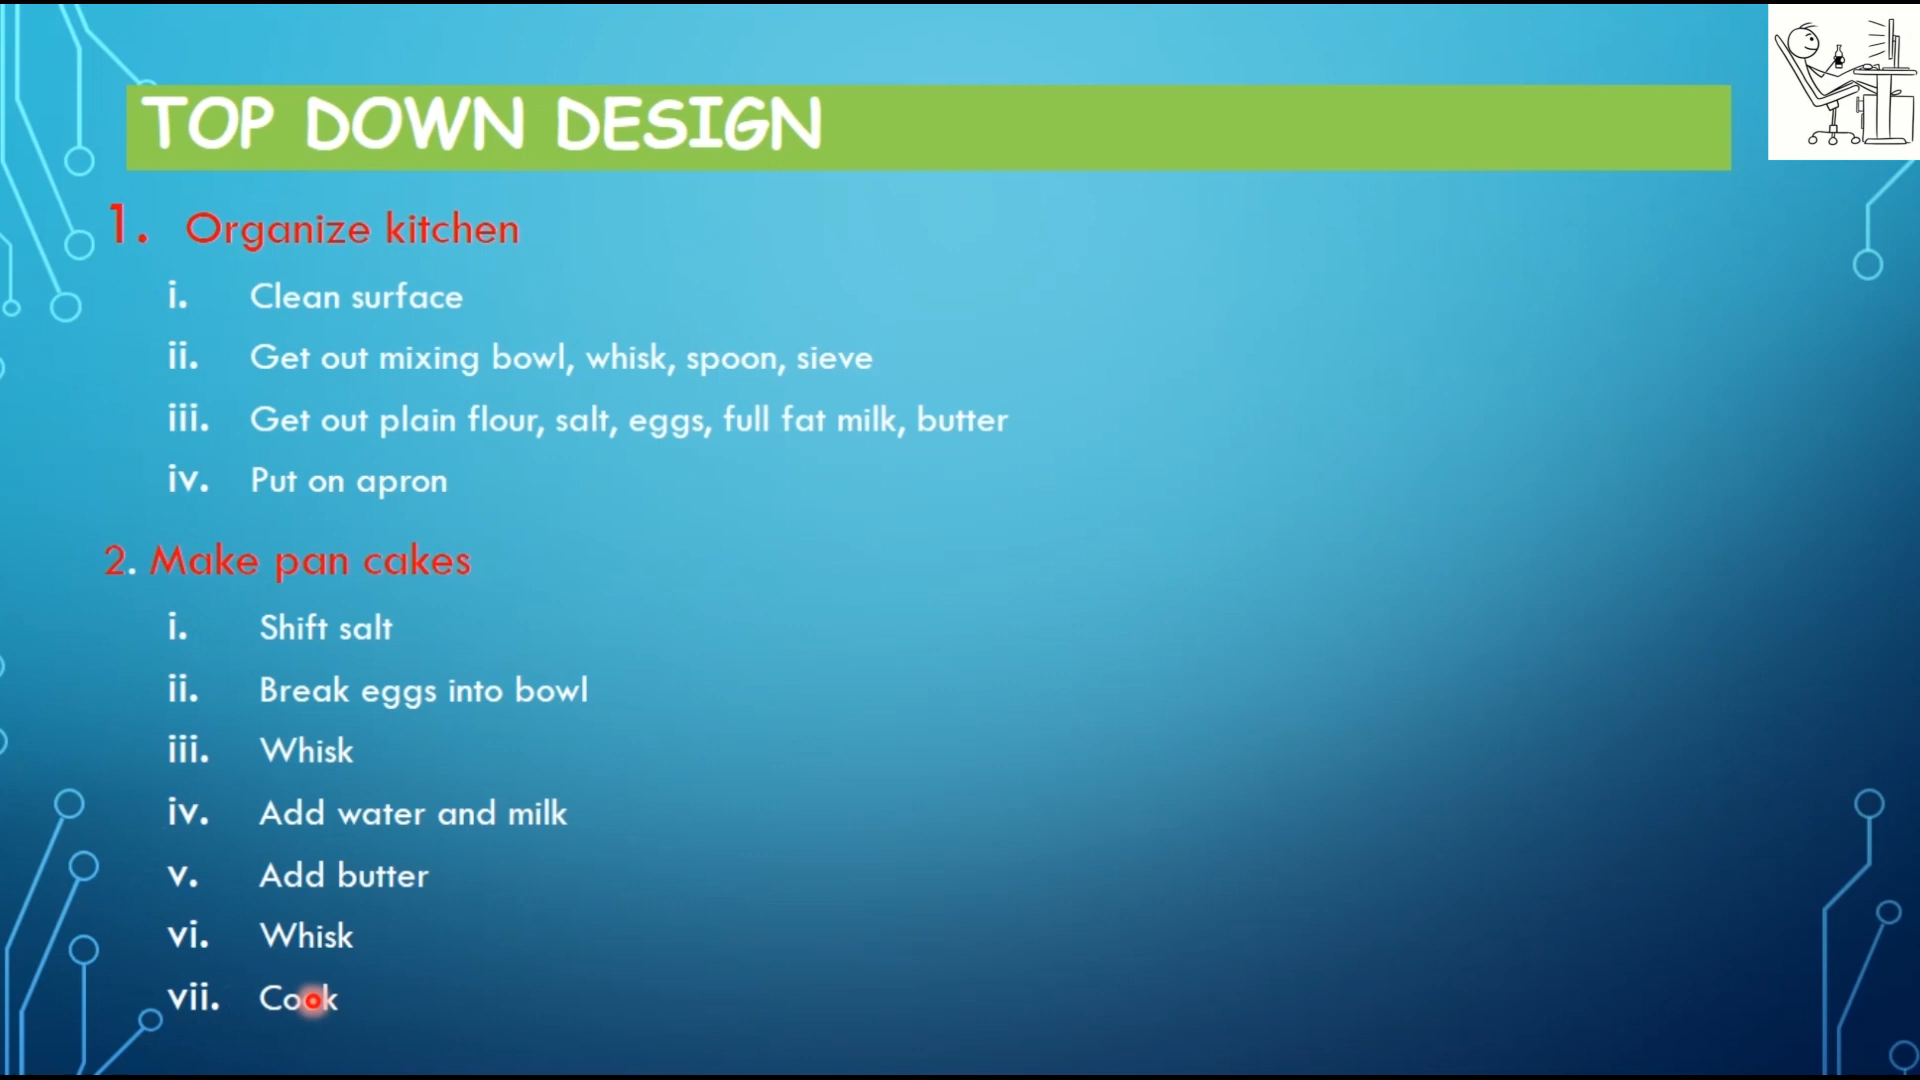 TOP DOWN DESIGN
1. Organize kitchen
i. Clean surface
ii. Get out mixing bowl, whisk, spoon, sieve
iii. Get out plain flour, salt, eggs, full fat milk, butter
iv. Put on apron
2. Make pan cakes
i. Shift salt
ii. Break eggs into bowl
iii. Whisk
iv. Add water and milk
v. Add butter
vi. Whisk
vii. Cook